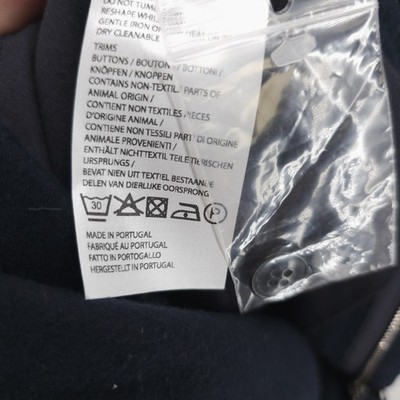 DO NOT TUMBLE
RESHAPE WHILE
GENTLE IRON ON
DRY CLEANABLE
TRIMS
BUTTONS / BOUTONS / BOTTONI /
KNÖPFEN / KNOPPEN
CONTAINS NON-TEXTIL PARTS OF
ANIMAL ORIGIN /
CONTIENT NON TEXTILES PIECES
D'ORIGINE ANIMAL /
CONTIENE NON TESSILI PARTI DI ORIGINE
ANIMALE PROVENIENTI /
ENTHÄLT NICHTTEXTIL TEILE TIERISCHEN
URSPRUNGS /
BEVAT NIEN UIT TEXTIEL BESTAANDE
DELEN VAN DIERLIJKE OORSPRONG
30 P
MADE IN PORTUGAL
FABRIQUÉ AU PORTUGAL
FATTO IN PORTOGALLO
HERGESTELLT IN PORTUGAL